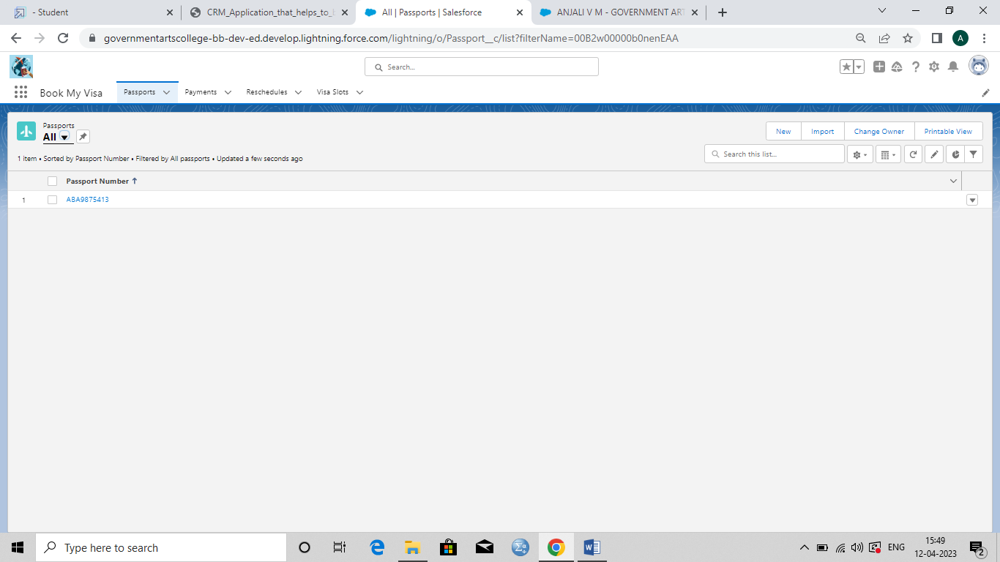 - Student
CRM_Application_that_helps_to_b
All | Passports | Salesforce
ANJALI V M - GOVERNMENT ART
governmentartscollege-bb-dev-ed.develop.lightning.force.com/lightning/o/Passport__c/list?filterName=00B2w00000b0nenEAA
A
Search...
Book My Visa
Passports
Payments
Reschedules
Visa Slots
Passports
All
New
Import
Change Owner
Printable View
1 item • Sorted by Passport Number • Filtered by All passports • Updated a few seconds ago
Search this list...
Passport Number
1
ABA9875413
Type here to search
ENG
15:49
12-04-2023
2